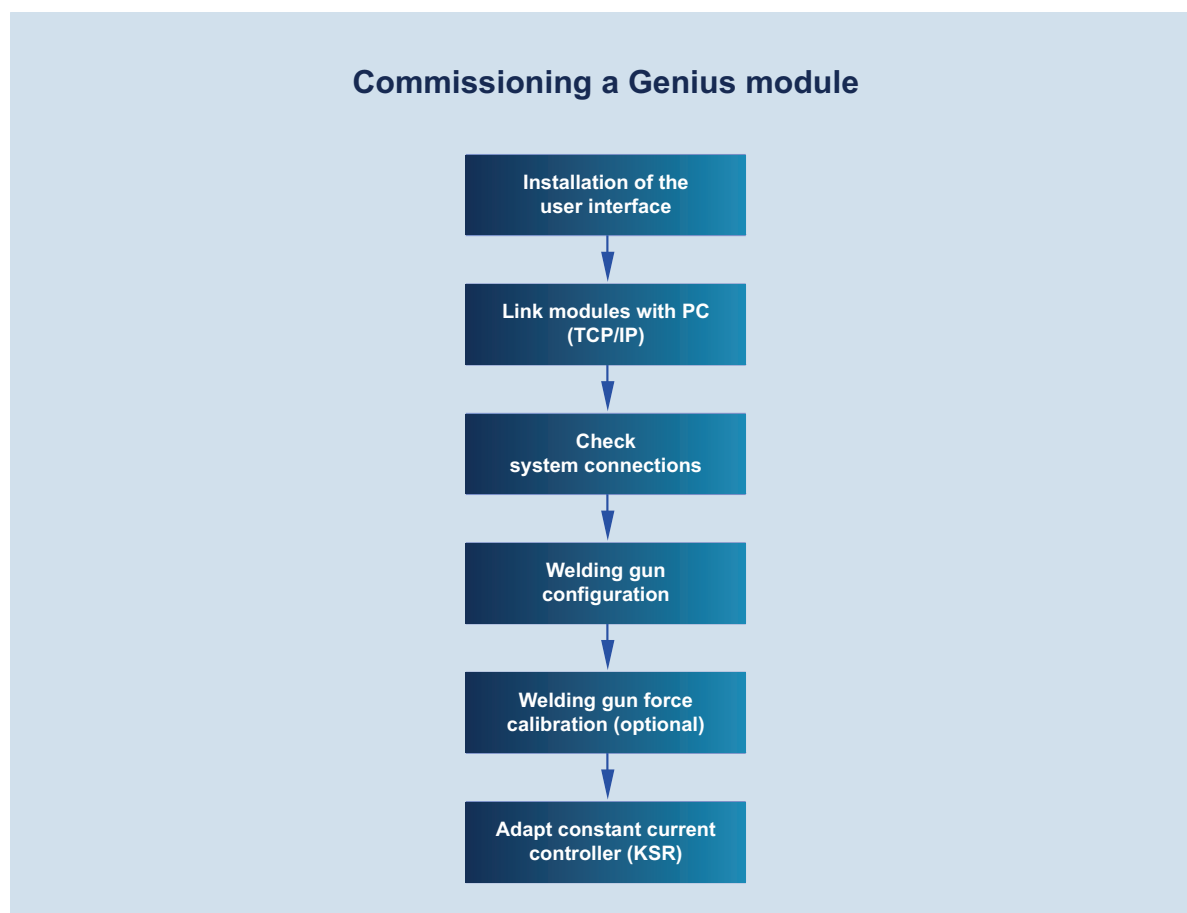 Commissioning a Genius module
Installation of the
user interface
Link modules with PC
(TCP/IP)
Check
system connections
Welding gun
configuration
Welding gun force
calibration (optional)
Adapt constant current
controller (KSR)